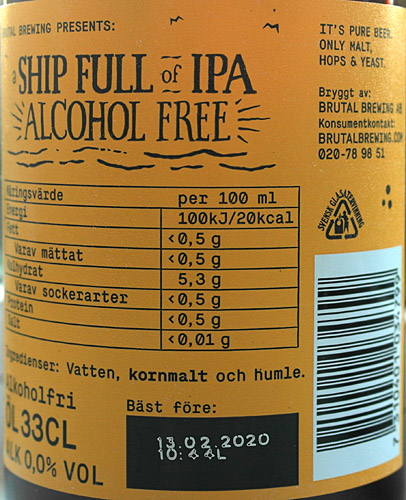 BRUTAL BREWING PRESENTS:
a SHIP FULL of IPA
ALCOHOL FREE
IT'S PURE BEER.
ONLY MALT,
HOPS & YEAST.
Bryggt av:
BRUTAL BREWING AB
Konsumentkontakt:
BRUTALBREWING.COM
020-78 98 51
SVENSK GLASÅTERVINNING
Näringsvärde per 100 ml
Energi 100kJ/20kcal
Fett <0,5 g
Varav mättat <0,5 g
Kolhydrat 5,3 g
Varav sockerarter <0,5 g
Protein <0,5 g
Salt <0,01 g
Ingredienser: Vatten, kornmalt och humle.
Alkoholfri
ÖL 33CL
ALK 0,0% VOL
Bäst före:
13.02.2020
10:44L